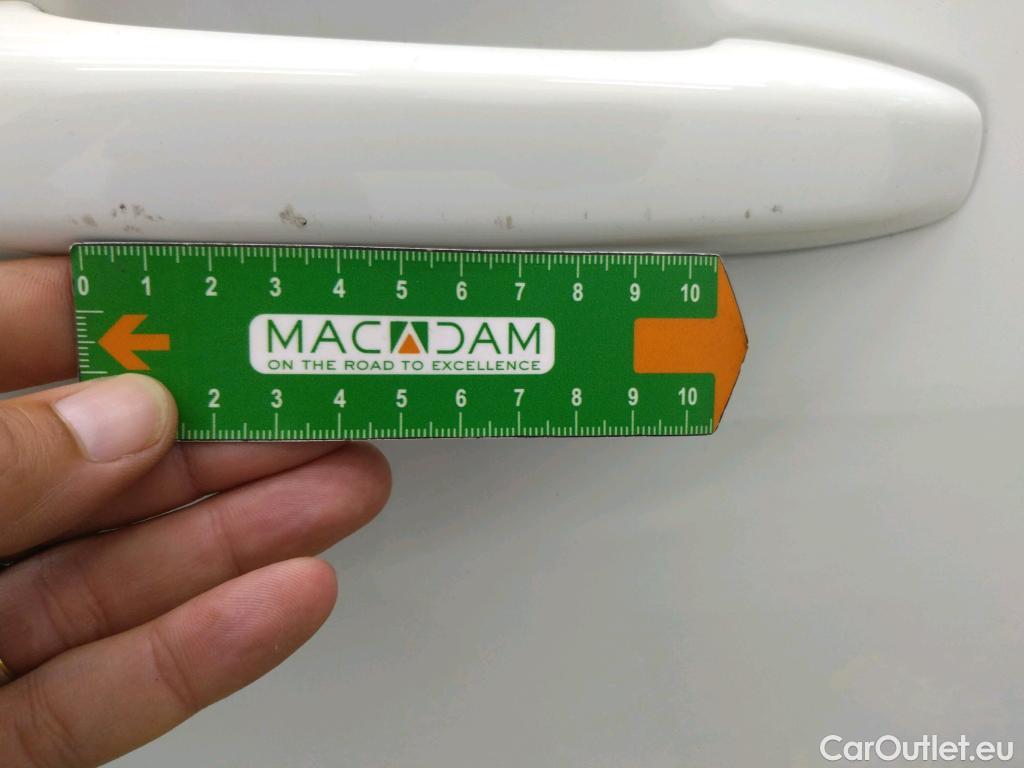 0 1 2 3 4 5 6 7 8 9 10
MACADAM
ON THE ROAD TO EXCELLENCE
2 3 4 5 6 7 8 9 10
CarOutlet.eu